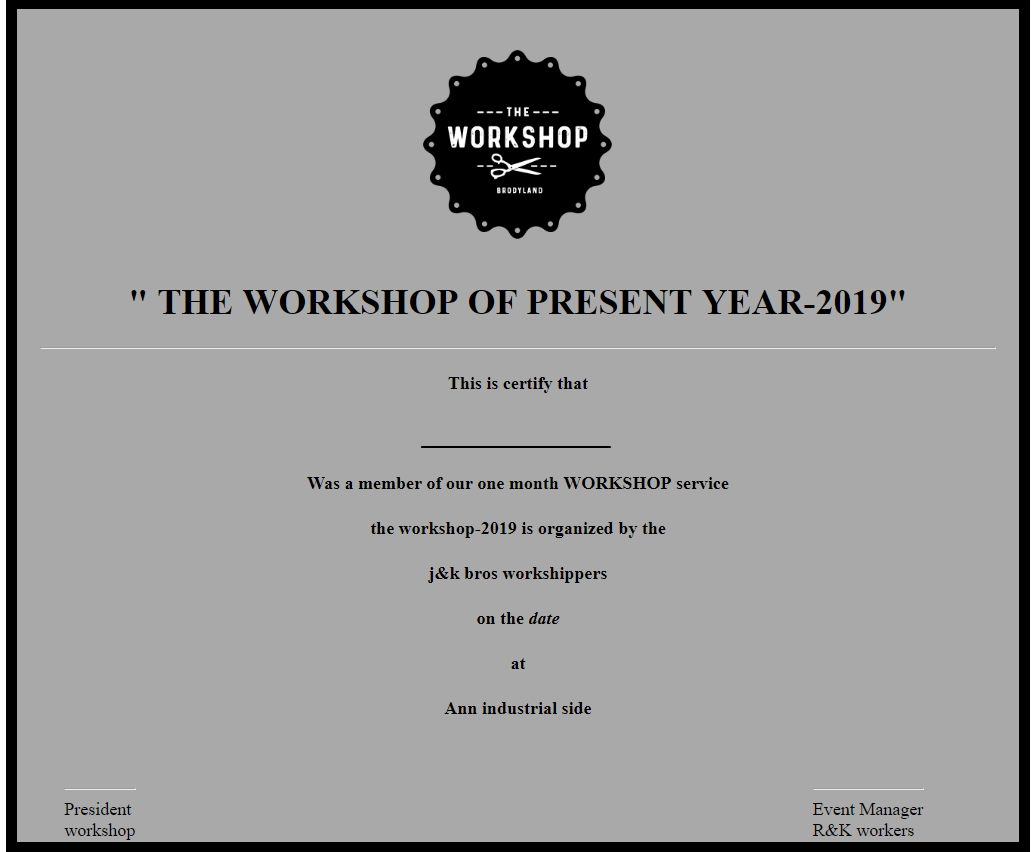 THE
WORKSHOP
BRODYLAND
" THE WORKSHOP OF PRESENT YEAR-2019"
This is certify that
Was a member of our one month WORKSHOP service
the workshop-2019 is organized by the
j&k bros workshippers
on the date
at
Ann industrial side
President
workshop
Event Manager
R&K workers